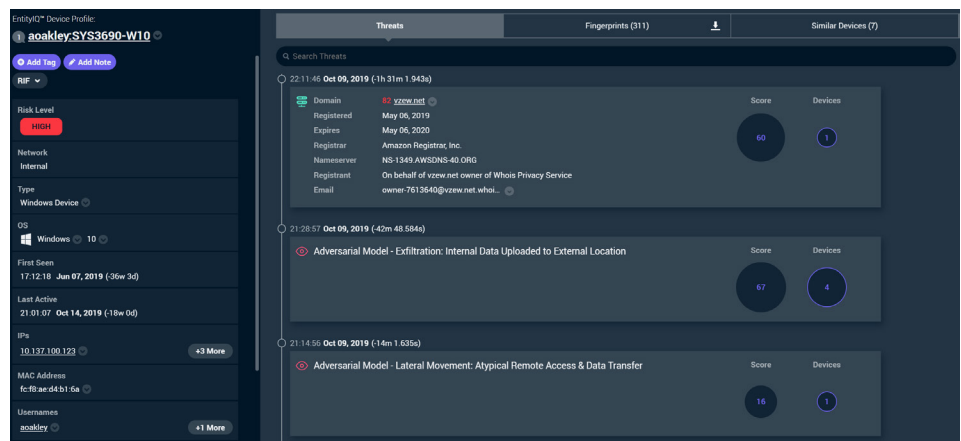 EntityIQ™ Device Profile:
1 aoakley:SYS3690-W10
Add Tag Add Note
RIF
Risk Level
HIGH
Network
Internal
Type
Windows Device
OS
Windows 10
First Seen
17:12:18 Jun 07, 2019 (-36w 3d)
Last Active
21:01:07 Oct 14, 2019 (-18w 0d)
IPs
10.137.100.123 +3 More
MAC Address
fc:f8:ae:d4:b1:6a
Usernames
aoakley +1 More
Threats Fingerprints (311) Similar Devices (7)
Search Threats
22:11:46 Oct 09, 2019 (-1h 31m 1.943s)
Domain 82 vzew.net Score Devices
Registered May 06, 2019
Expires May 06, 2020
Registrar Amazon Registrar, Inc. 60 1
Nameserver NS-1349.AWSDNS-40.ORG
Registrant On behalf of vzew.net owner of Whois Privacy Service
Email owner-7613640@vzew.net.whoi...
21:28:57 Oct 09, 2019 (-42m 48.584s)
Adversarial Model - Exfiltration: Internal Data Uploaded to External Location Score Devices
67 4
21:14:56 Oct 09, 2019 (-14m 1.635s)
Adversarial Model - Lateral Movement: Atypical Remote Access & Data Transfer Score Devices
16 1